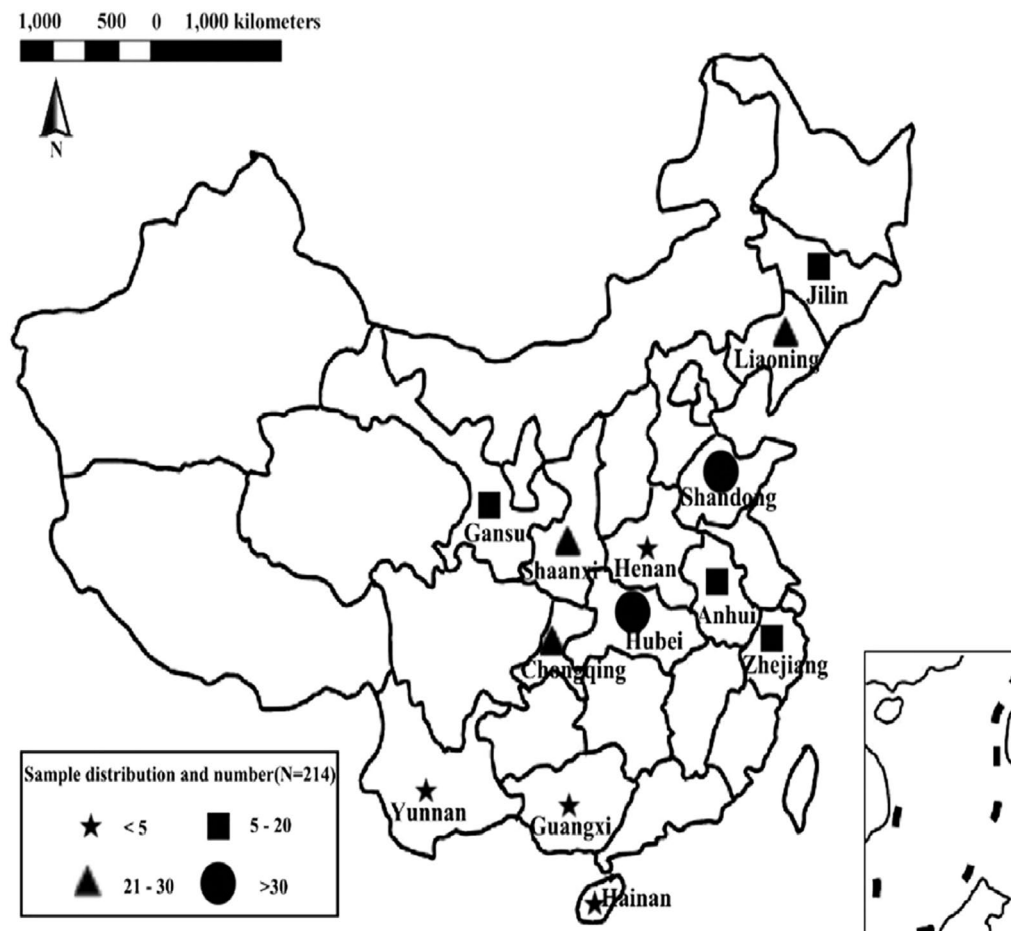 1,000 500 0 1,000 kilometers
N
Jilin
Liaoning
Shandong
Gansu
Shaanxi
Henan
Anhui
Hubei
Zhejiang
Chongqing
Yunnan
Guangxi
Hainan
Sample distribution and number(N=214)
< 5 5 - 20
21 - 30 >30